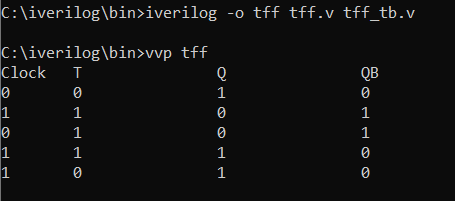 C:\iverilog\bin>iverilog -o tff tff.v tff_tb.v
C:\iverilog\bin>vvp tff
Clock T Q QB
0 0 1 0
1 1 0 1
0 1 0 1
1 1 1 0
1 0 1 0